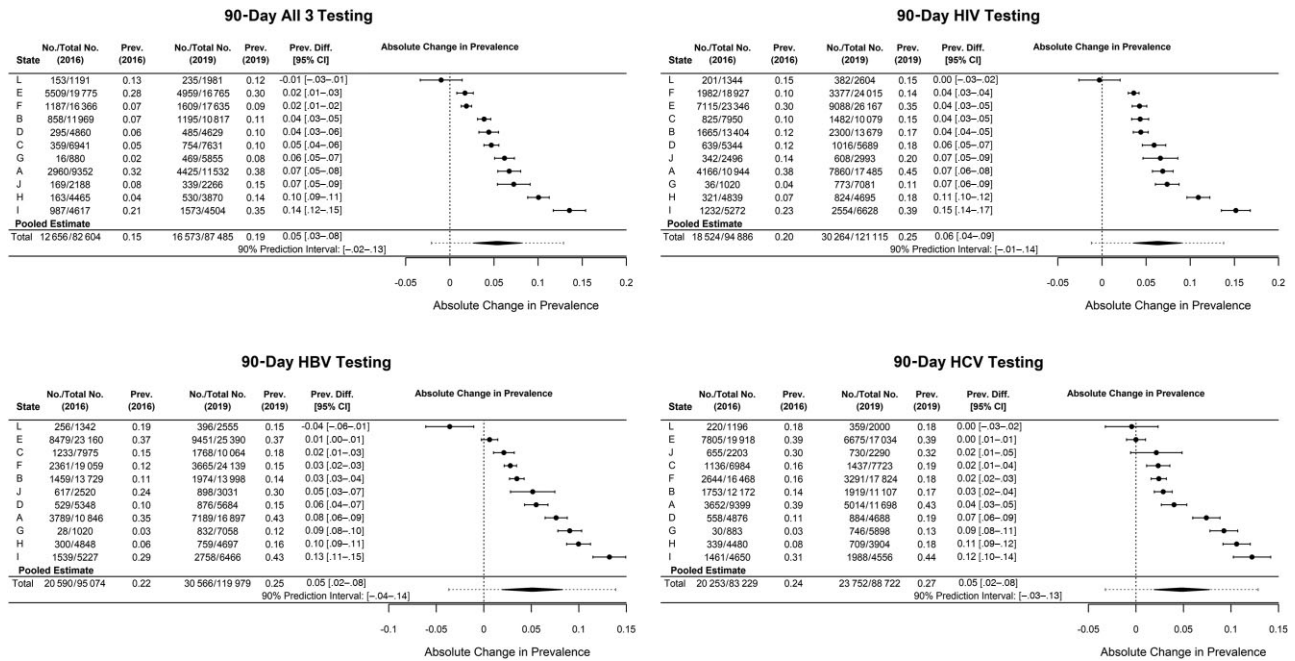 90-Day All 3 Testing
No./Total No. Prev. No./Total No. Prev. Prev. Diff. Absolute Change in Prevalence
State (2016) (2016) (2019) (2019) [95% CI]
L 153/1191 0.13 235/1981 0.12 -0.01 [–.03–.01]
E 5509/19 775 0.28 4959/16 765 0.30 0.02 [.01–.03]
F 1187/16 366 0.07 1609/17 635 0.09 0.02 [.01–.02]
B 858/11 969 0.07 1195/10 817 0.11 0.04 [.03–.05]
D 295/4860 0.06 485/4629 0.10 0.04 [.03–.06]
C 359/6941 0.05 754/7631 0.10 0.05 [.04–.06]
G 16/880 0.02 469/5855 0.08 0.06 [.05–.07]
A 2960/9352 0.32 4425/11 532 0.38 0.07 [.05–.08]
J 169/2188 0.08 339/2266 0.15 0.07 [.05–.09]
H 163/4465 0.04 530/3870 0.14 0.10 [.09–.11]
I 987/4617 0.21 1573/4504 0.35 0.14 [.12–.15]
Pooled Estimate
Total 12 656/82 604 0.15 16 573/87 485 0.19 0.05 [.03–.08]
90% Prediction Interval: [–.02–.13]
-0.05 0 0.05 0.1 0.15 0.2
Absolute Change in Prevalence
90-Day HIV Testing
No./Total No. Prev. No./Total No. Prev. Prev. Diff. Absolute Change in Prevalence
State (2016) (2016) (2019) (2019) [95% CI]
L 201/1344 0.15 382/2604 0.15 0.00 [–.03–.02]
F 1982/18 927 0.10 3377/24 015 0.14 0.04 [.03–.04]
E 7115/23 346 0.30 9088/26 167 0.35 0.04 [.03–.05]
C 825/7950 0.10 1482/10 079 0.15 0.04 [.03–.05]
B 1665/13 404 0.12 2300/13 679 0.17 0.04 [.04–.05]
D 639/5344 0.12 1016/5689 0.18 0.06 [.05–.07]
J 342/2496 0.14 608/2993 0.20 0.07 [.05–.09]
A 4166/10 944 0.38 7860/17 485 0.45 0.07 [.06–.08]
G 36/1020 0.04 773/7081 0.11 0.07 [.06–.09]
H 321/4839 0.07 824/4695 0.18 0.11 [.10–.12]
I 1232/5272 0.23 2554/6628 0.39 0.15 [.14–.17]
Pooled Estimate
Total 18 524/94 886 0.20 30 264/121 115 0.25 0.06 [.04–.09]
90% Prediction Interval: [–.01–.14]
-0.05 0 0.05 0.1 0.15 0.2
Absolute Change in Prevalence
90-Day HBV Testing
No./Total No. Prev. No./Total No. Prev. Prev. Diff. Absolute Change in Prevalence
State (2016) (2016) (2019) (2019) [95% CI]
L 256/1342 0.19 396/2555 0.15 -0.04 [–.06–.01]
E 8479/23 160 0.37 9451/25 390 0.37 0.01 [.00–.01]
C 1233/7975 0.15 1768/10 064 0.18 0.02 [.01–.03]
F 2361/19 059 0.12 3665/24 139 0.15 0.03 [.02–.03]
B 1459/13 729 0.11 1974/13 998 0.14 0.03 [.03–.04]
J 617/2520 0.24 898/3031 0.30 0.05 [.03–.07]
D 529/5348 0.10 876/5684 0.15 0.06 [.04–.07]
A 3789/10 846 0.35 7189/16 897 0.43 0.08 [.06–.09]
G 28/1020 0.03 832/7058 0.12 0.09 [.08–.10]
H 300/4848 0.06 759/4697 0.16 0.10 [.09–.11]
I 1539/5227 0.29 2758/6466 0.43 0.13 [.11–.15]
Pooled Estimate
Total 20 590/95 074 0.22 30 566/119 979 0.25 0.05 [.02–.08]
90% Prediction Interval: [–.04–.14]
-0.1 -0.05 0 0.05 0.1 0.15
Absolute Change in Prevalence
90-Day HCV Testing
No./Total No. Prev. No./Total No. Prev. Prev. Diff. Absolute Change in Prevalence
State (2016) (2016) (2019) (2019) [95% CI]
L 220/1196 0.18 359/2000 0.18 0.00 [–.03–.02]
E 7805/19 918 0.39 6675/17 034 0.39 0.00 [–.01–.01]
J 655/2203 0.30 730/2290 0.32 0.02 [–.01–.05]
C 1136/6984 0.16 1437/7723 0.19 0.02 [.01–.04]
F 2644/16 468 0.16 3291/17 824 0.18 0.02 [.02–.03]
B 1753/12 172 0.14 1919/11 107 0.17 0.03 [.02–.04]
A 3652/9399 0.39 5014/11 698 0.43 0.04 [.03–.05]
D 558/4876 0.11 884/4688 0.19 0.07 [.06–.09]
G 30/883 0.03 746/5898 0.13 0.09 [.08–.11]
H 339/4480 0.08 709/3904 0.18 0.11 [.09–.12]
I 1461/4650 0.31 1988/4556 0.44 0.12 [.10–.14]
Pooled Estimate
Total 20 253/83 229 0.24 23 752/88 722 0.27 0.05 [.02–.08]
90% Prediction Interval: [–.03–.13]
-0.05 0 0.05 0.1 0.15
Absolute Change in Prevalence